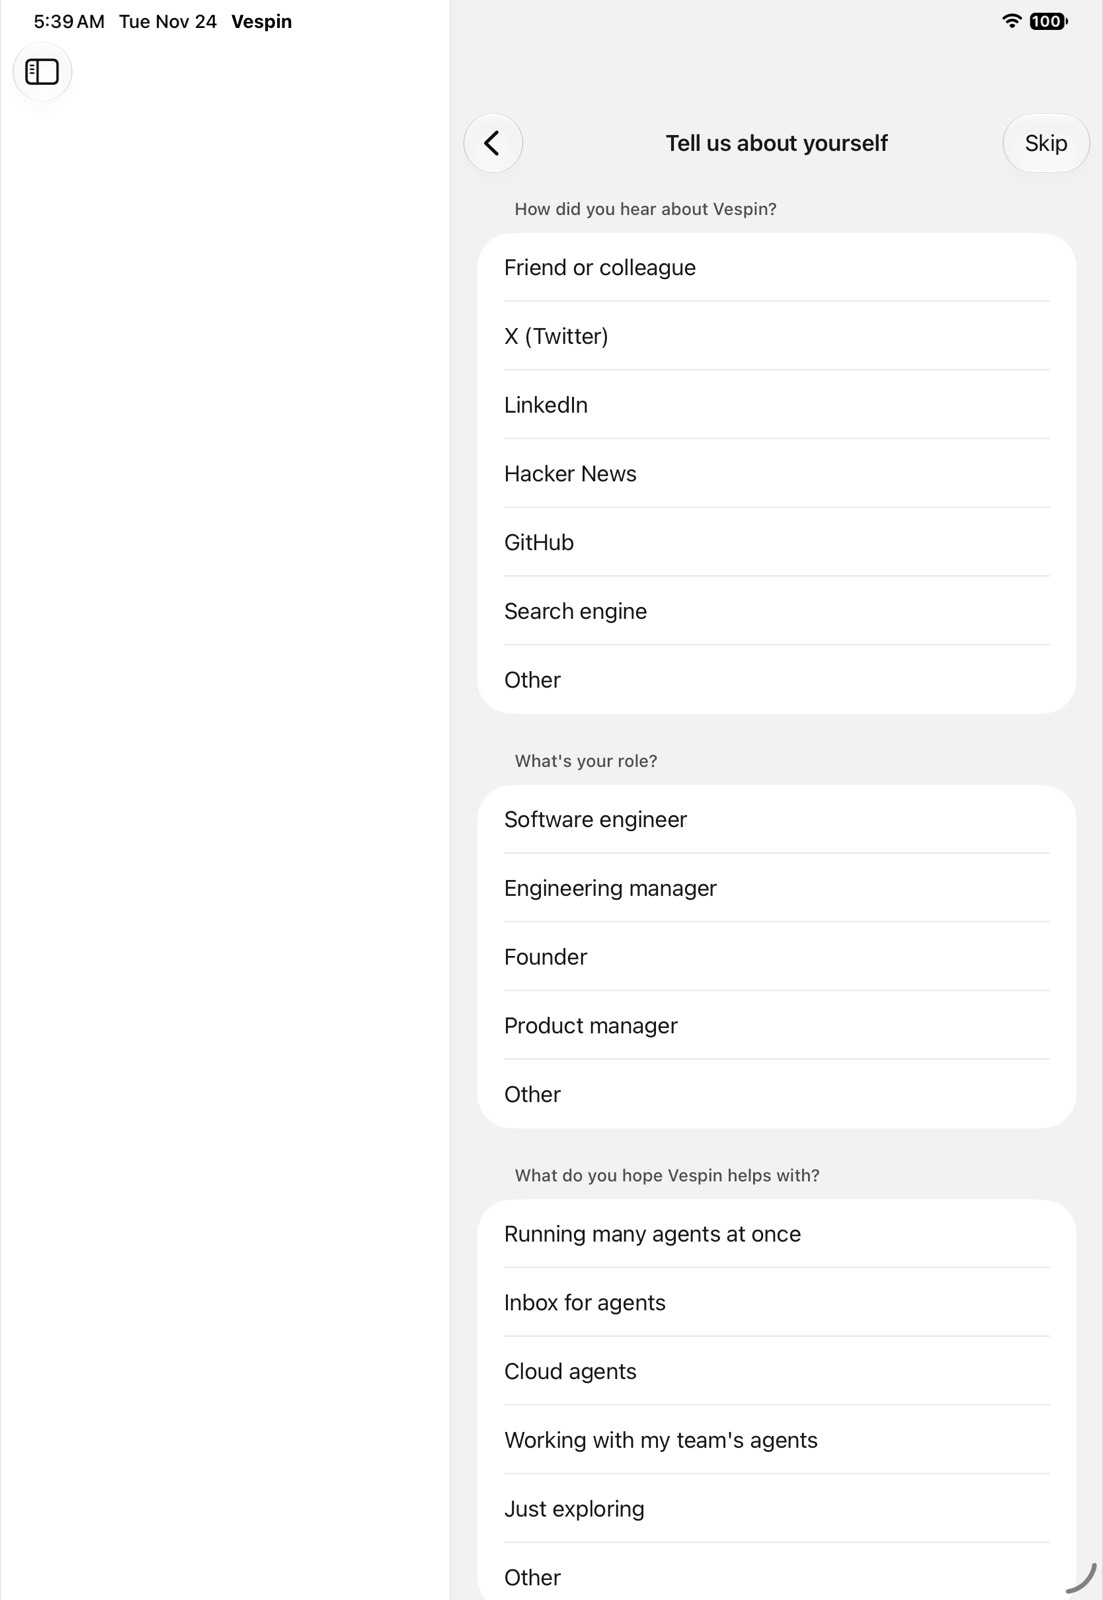 5:39 AM Tue Nov 24 Vespin
100
Tell us about yourself
Skip
How did you hear about Vespin?
Friend or colleague
X (Twitter)
LinkedIn
Hacker News
GitHub
Search engine
Other
What's your role?
Software engineer
Engineering manager
Founder
Product manager
Other
What do you hope Vespin helps with?
Running many agents at once
Inbox for agents
Cloud agents
Working with my team's agents
Just exploring
Other